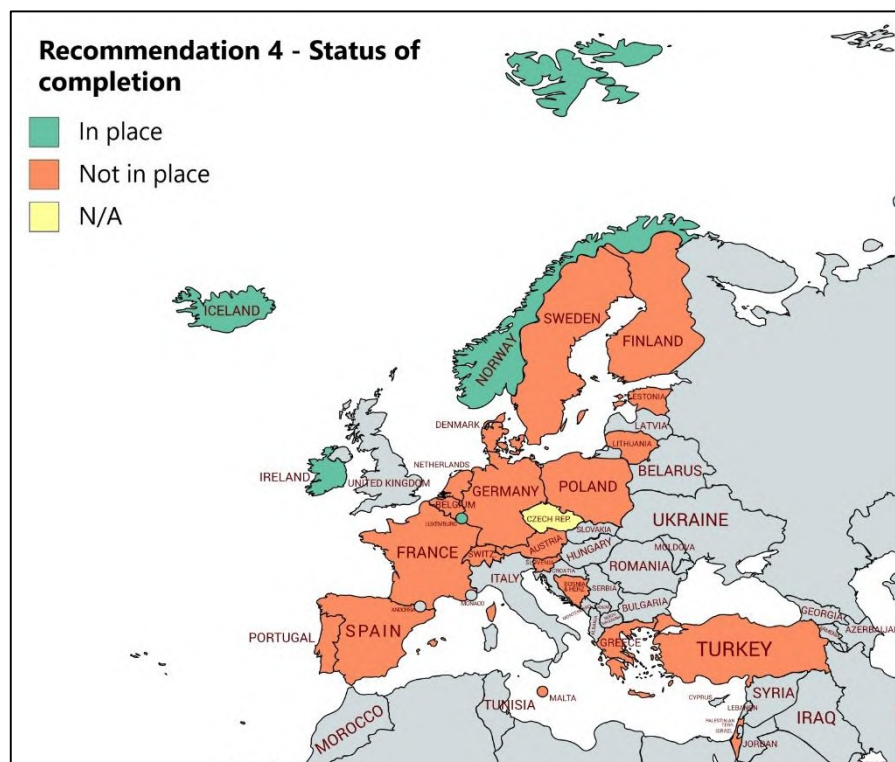 Recommendation 4 - Status of
completion
In place
Not in place
N/A
ICELAND
SWEDEN
FINLAND
NORWAY
ESTONIA
DENMARK
LATVIA
LITHUANIA
NETHERLANDS
BELARUS
IRELAND
UNITED KINGDOM
BELGIUM
GERMANY
POLAND
LUXEMBURG
CZECH REP.
UKRAINE
SLOVAKIA
FRANCE
SWITZ
AUSTRIA
HUNGARY
MOLDOVA
SLOVENIA
CROATIA
ROMANIA
ITALY
BOSNIA
& HERZ
SERBIA
ANDORRA
MONACO
BULGARIA
GEORGIA
AZERBAIJAN
PORTUGAL
SPAIN
GREECE
TURKEY
MALTA
CYPRUS
SYRIA
TUNISIA
LEBANON
IRAQ
MOROCCO
PALESTINIAN
TERR
ISRAEL
JORDAN